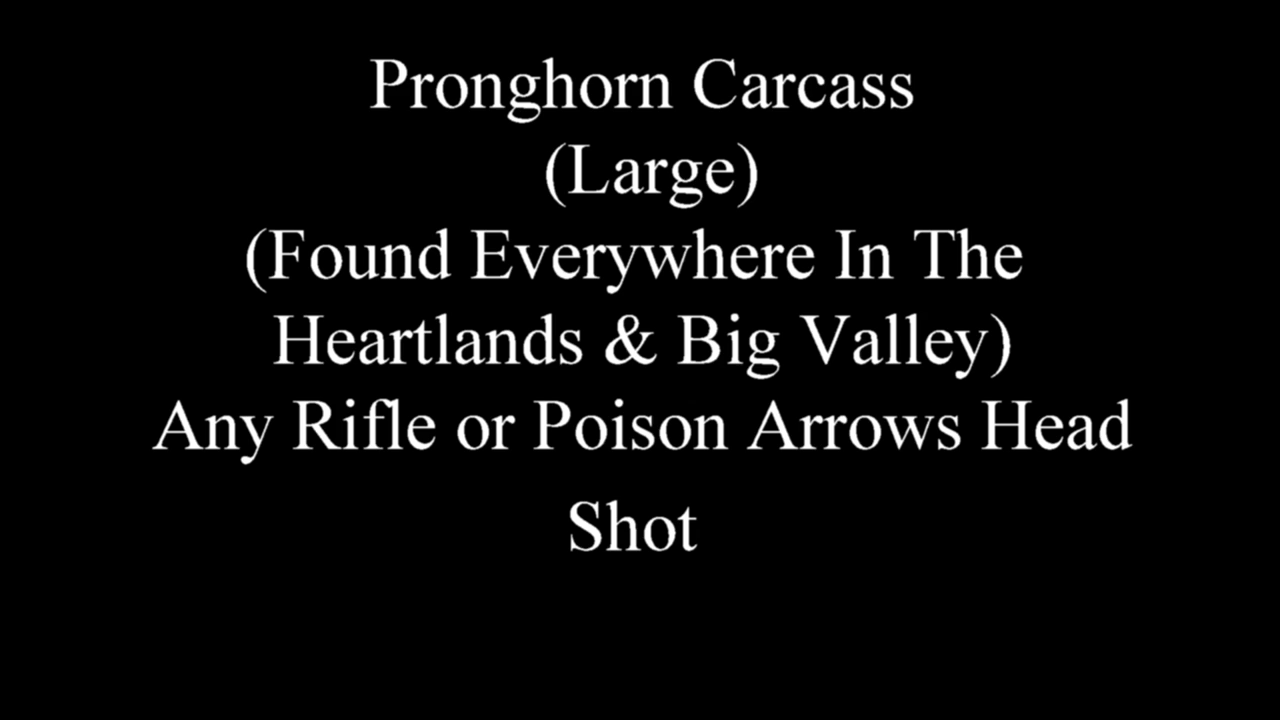 Pronghorn Carcass
(Large)
(Found Everywhere In The
Heartlands & Big Valley)
Any Rifle or Poison Arrows Head
Shot